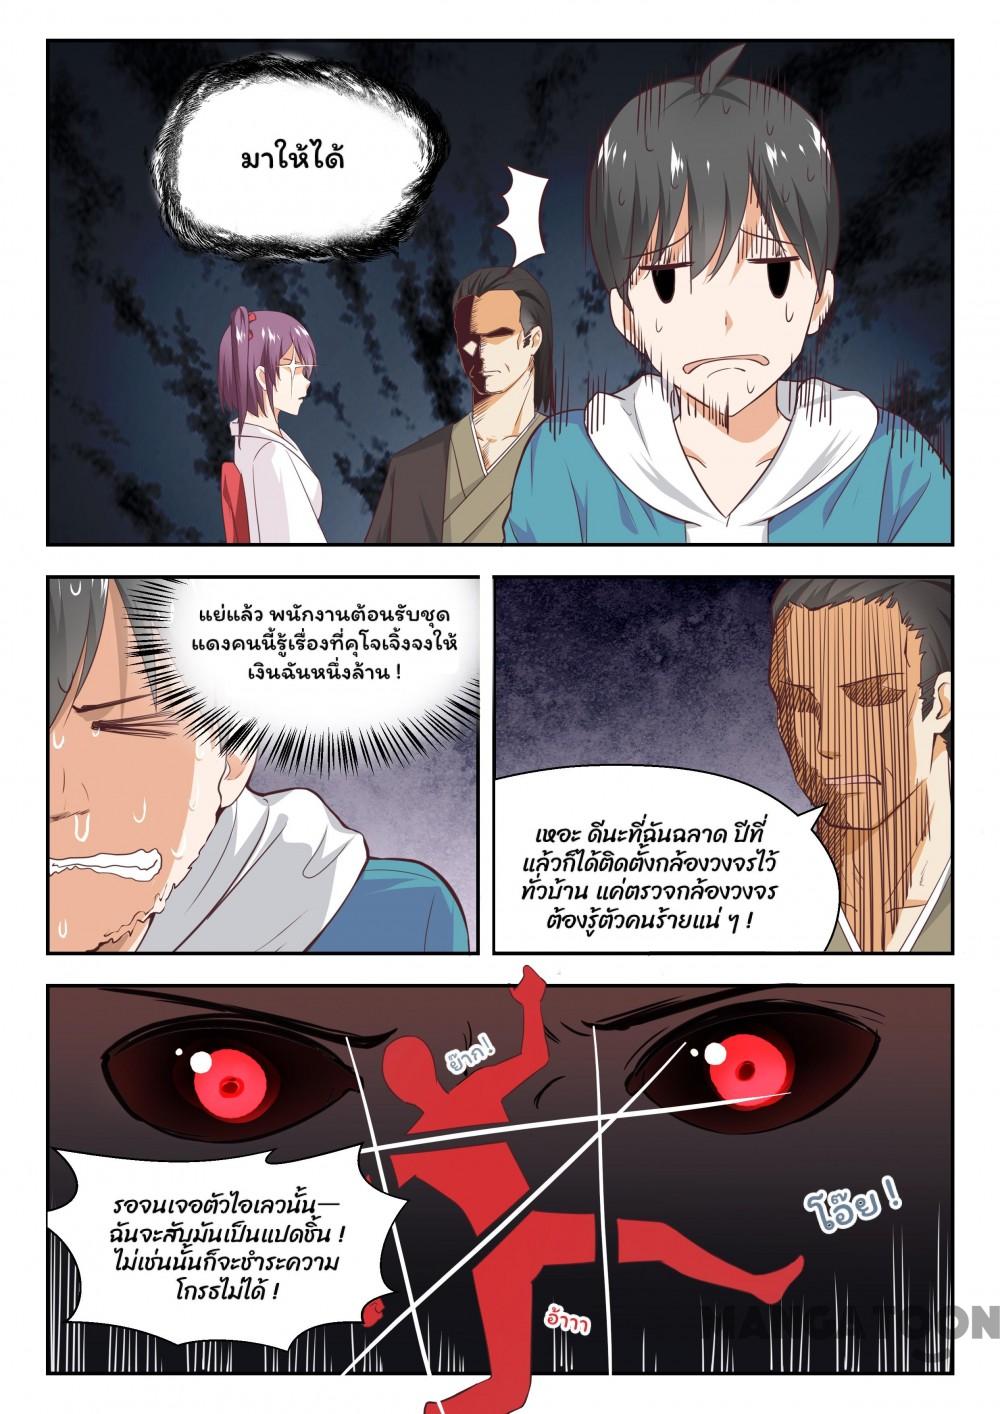 มาให้ได้
แย่แล้ว พนักงานต้อนรับชุด
แดงคนนี้รู้เรื่องที่คุโจเจิ้งจงให้
เงินฉันหนึ่งล้าน !
เหอะ ดีนะที่ฉันฉลาด ปีที่
แล้วก็ได้ติดตั้งกล้องวงจรไว้
ทั่วบ้าน แค่ตรวจกล้องวงจร
ต้องรู้ตัวคนร้ายแน่ ๆ !
ย๊าก !
รอจนเจอตัวไอเลวนั้น—
ฉันจะสับมันเป็นแปดชิ้น !
ไม่เช่นนั้นก็จะชำระความ
โกรธไม่ได้ !
โอ๊ย !
อ้าาา
MANGATOON